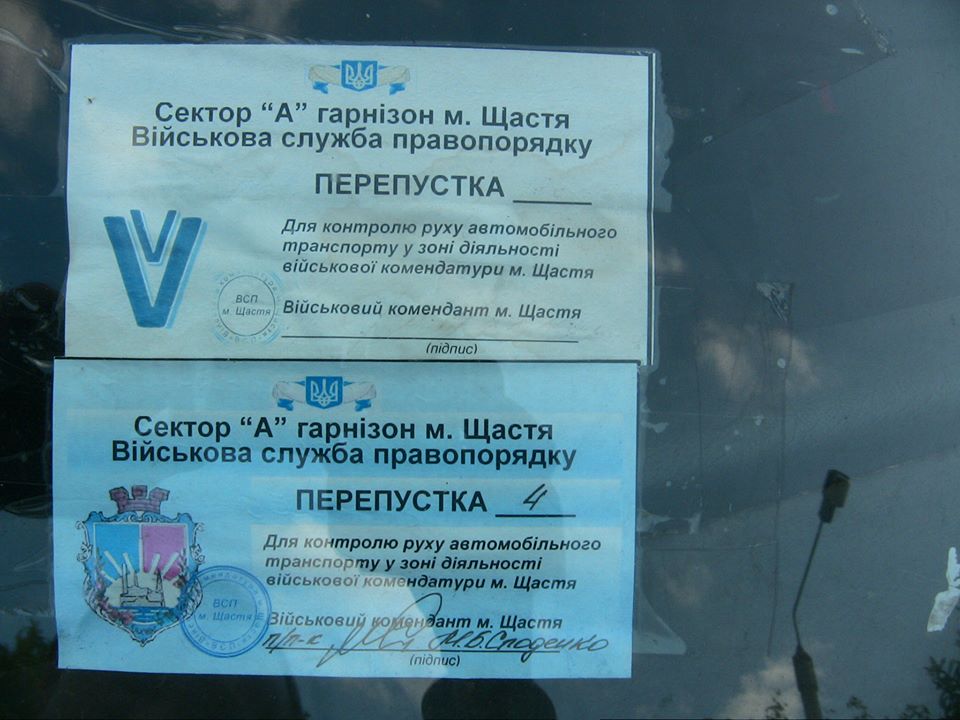 Сектор “А” гарнізон м. Щастя
Військова служба правопорядку
ПЕРЕПУСТКА ____
Для контролю руху автомобільного
транспорту у зоні діяльності
військової комендатури м. Щастя
ВСП
м Щастя
Військовий комендант м. Щастя
(підпис)
Сектор “А” гарнізон м. Щастя
Військова служба правопорядку
ПЕРЕПУСТКА 4
Для контролю руху автомобільного
транспорту у зоні діяльності
військової комендатури м. Щастя
ВСП
м. Щастя
Військовий комендант м. Щастя
п/п-к М.Б.
(підпис)